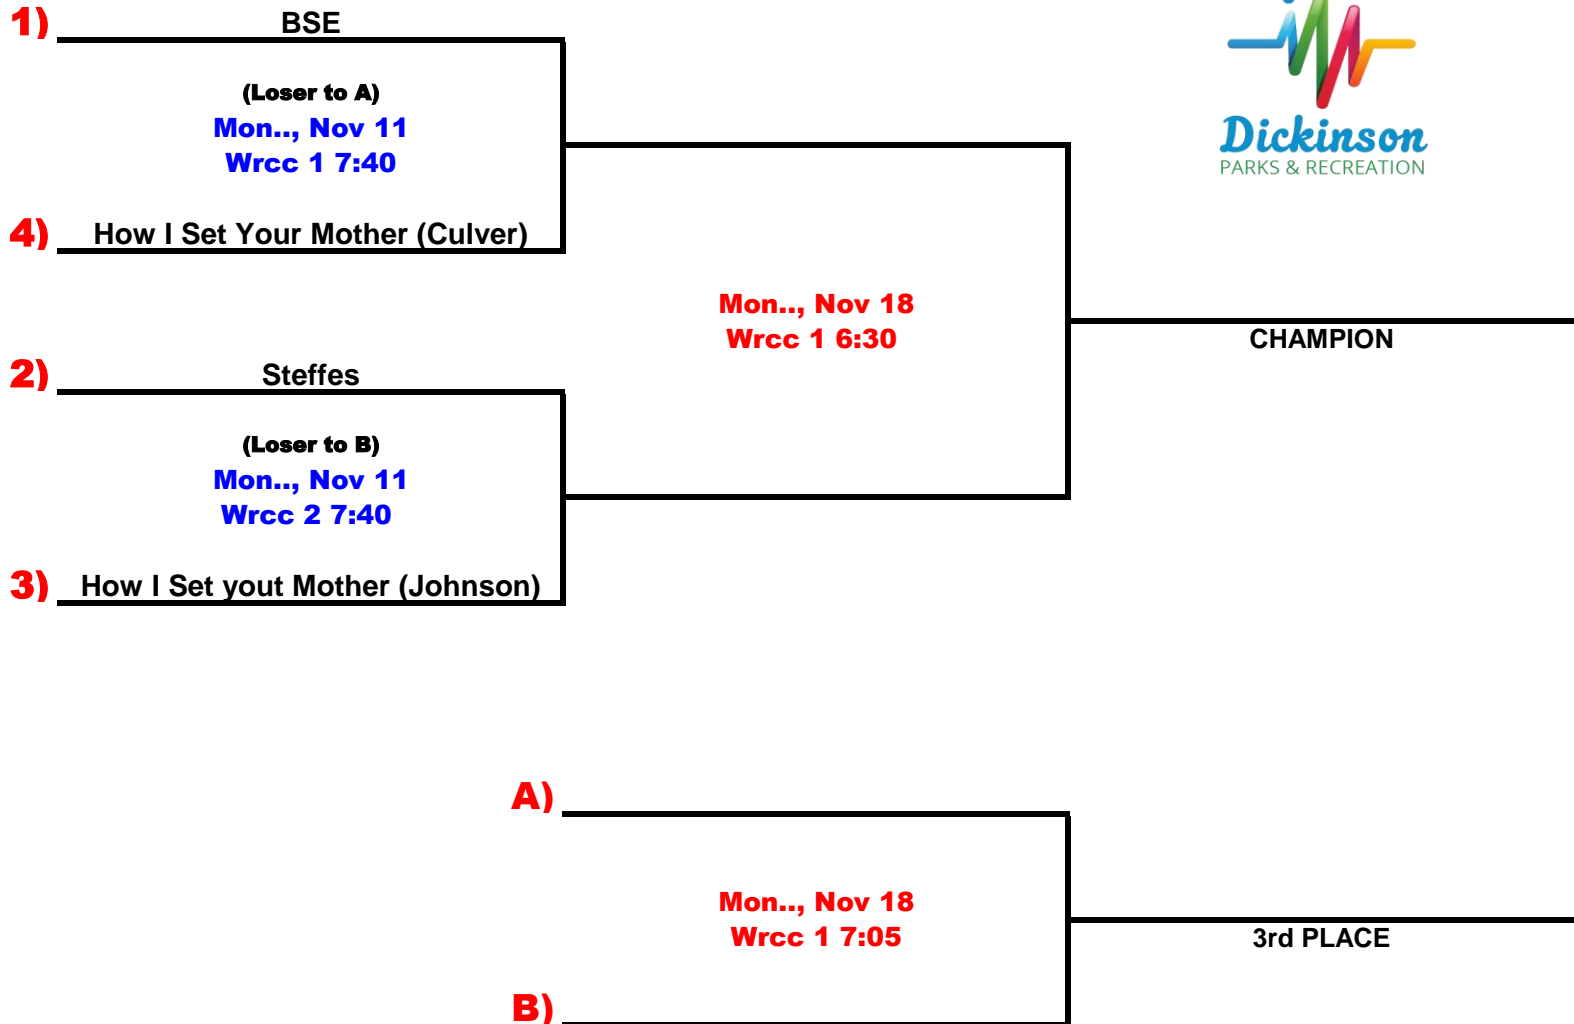 1) BSE
(Loser to A)
Mon.., Nov 11
Wrcc 1 7:40
4) How I Set Your Mother (Culver)
Dickinson
PARKS & RECREATION
Mon.., Nov 18
Wrcc 1 6:30
CHAMPION
2) Steffes
(Loser to B)
Mon.., Nov 11
Wrcc 2 7:40
3) How I Set yout Mother (Johnson)
A)
Mon.., Nov 18
Wrcc 1 7:05
3rd PLACE
B)